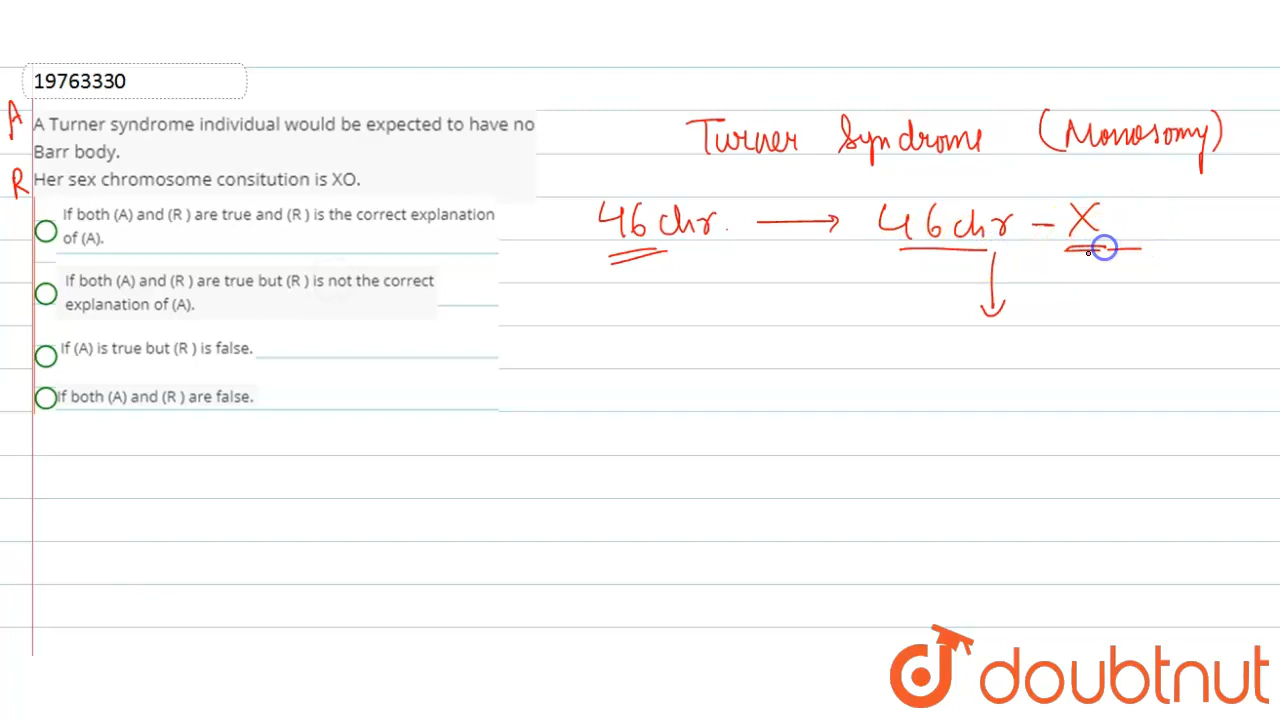 19763330
A
A Turner syndrome individual would be expected to have no
Barr body.
R
Her sex chromosome consitution is XO.
If both (A) and (R ) are true and (R ) is the correct explanation
of (A).
If both (A) and (R ) are true but (R ) is not the correct
explanation of (A).
If (A) is true but (R ) is false.
If both (A) and (R ) are false.
Turner Syndrome (Monosomy)
46 chr. → 46 chr - X
doubtnut